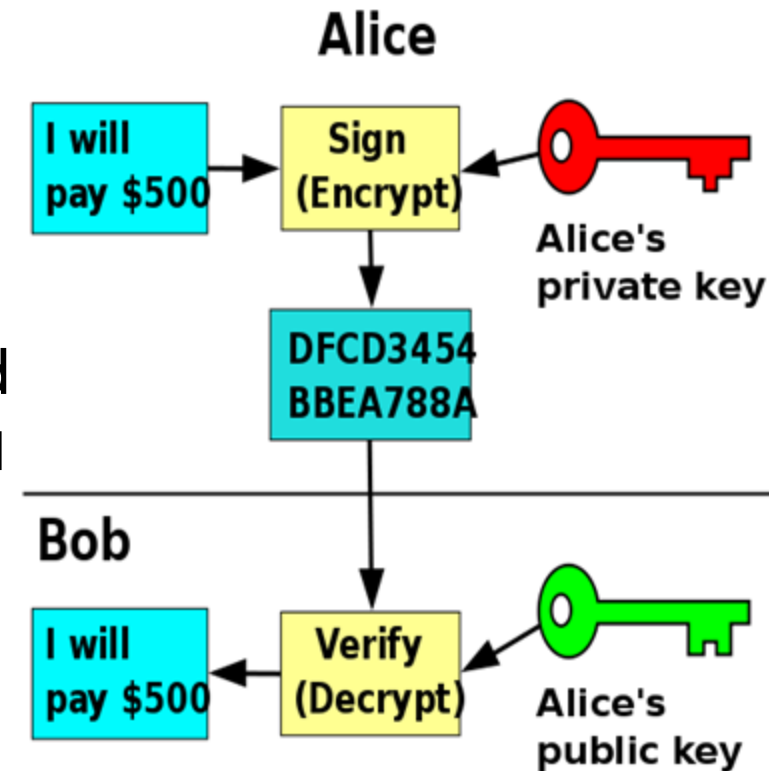 Alice
I will
pay $500
Sign
(Encrypt)
Alice's
private key
DFCD3454
BBEA788A
Bob
I will
pay $500
Verify
(Decrypt)
Alice's
public key